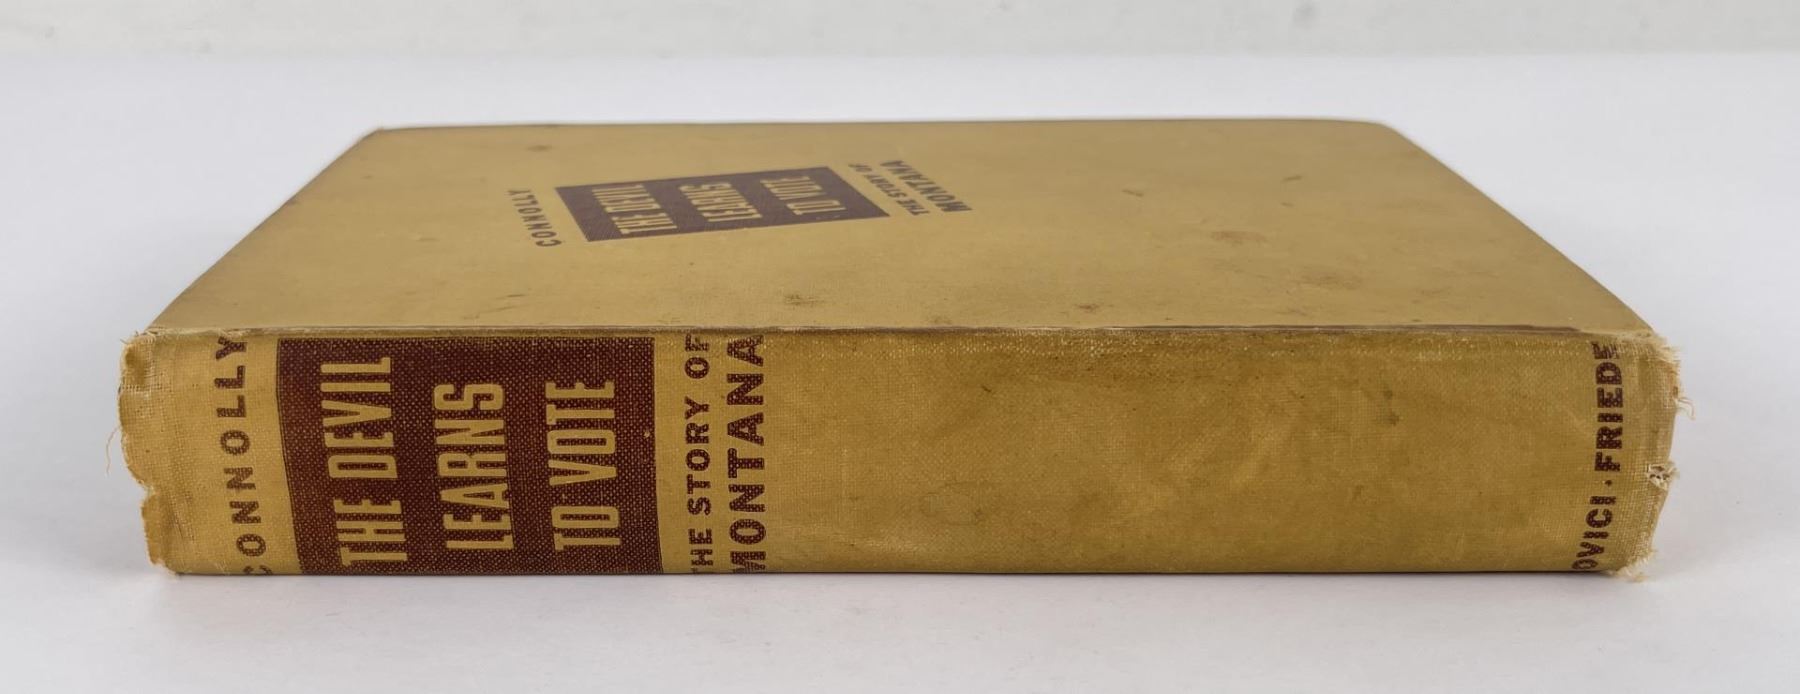 CONNOLLY
THE DEVIL
LEARNS
TO VOTE
THE STORY OF
MONTANA
CONNOLLY
THE DEVIL
LEARNS
TO VOTE
THE STORY OF
MONTANA
OVICI · FRIEDE